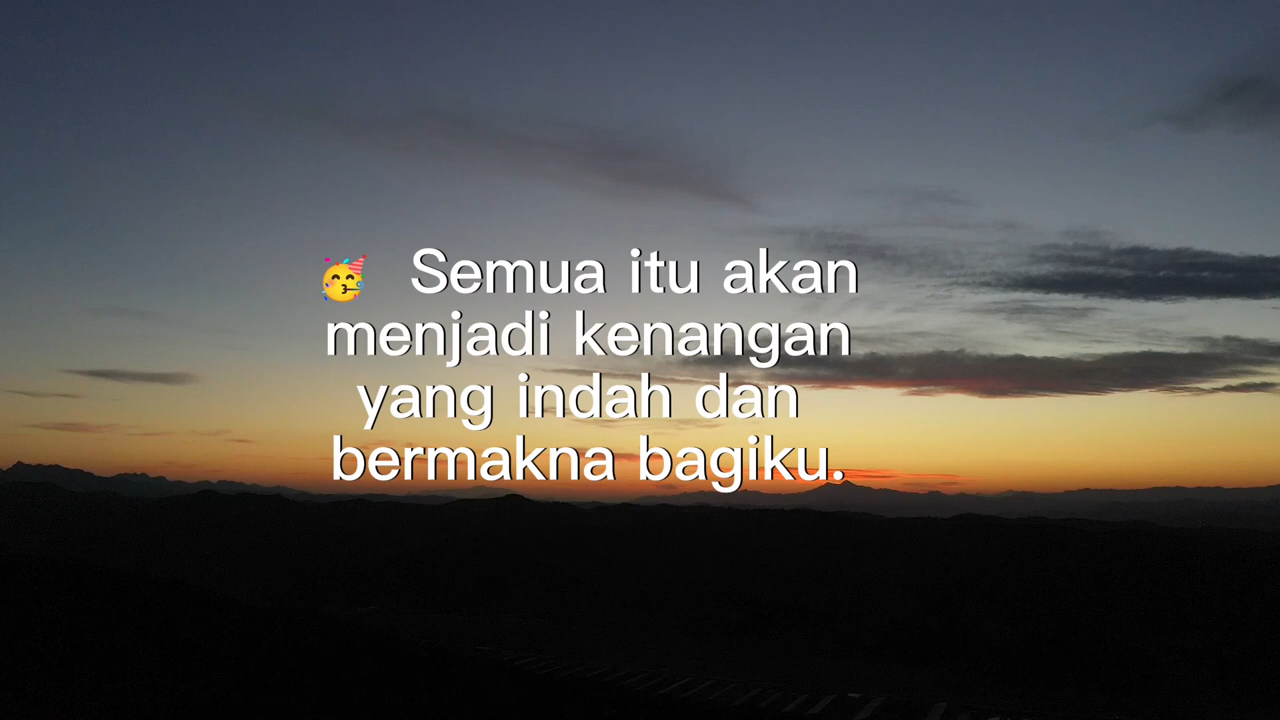 🥳 Semua itu akan
menjadi kenangan
yang indah dan
bermakna bagiku.